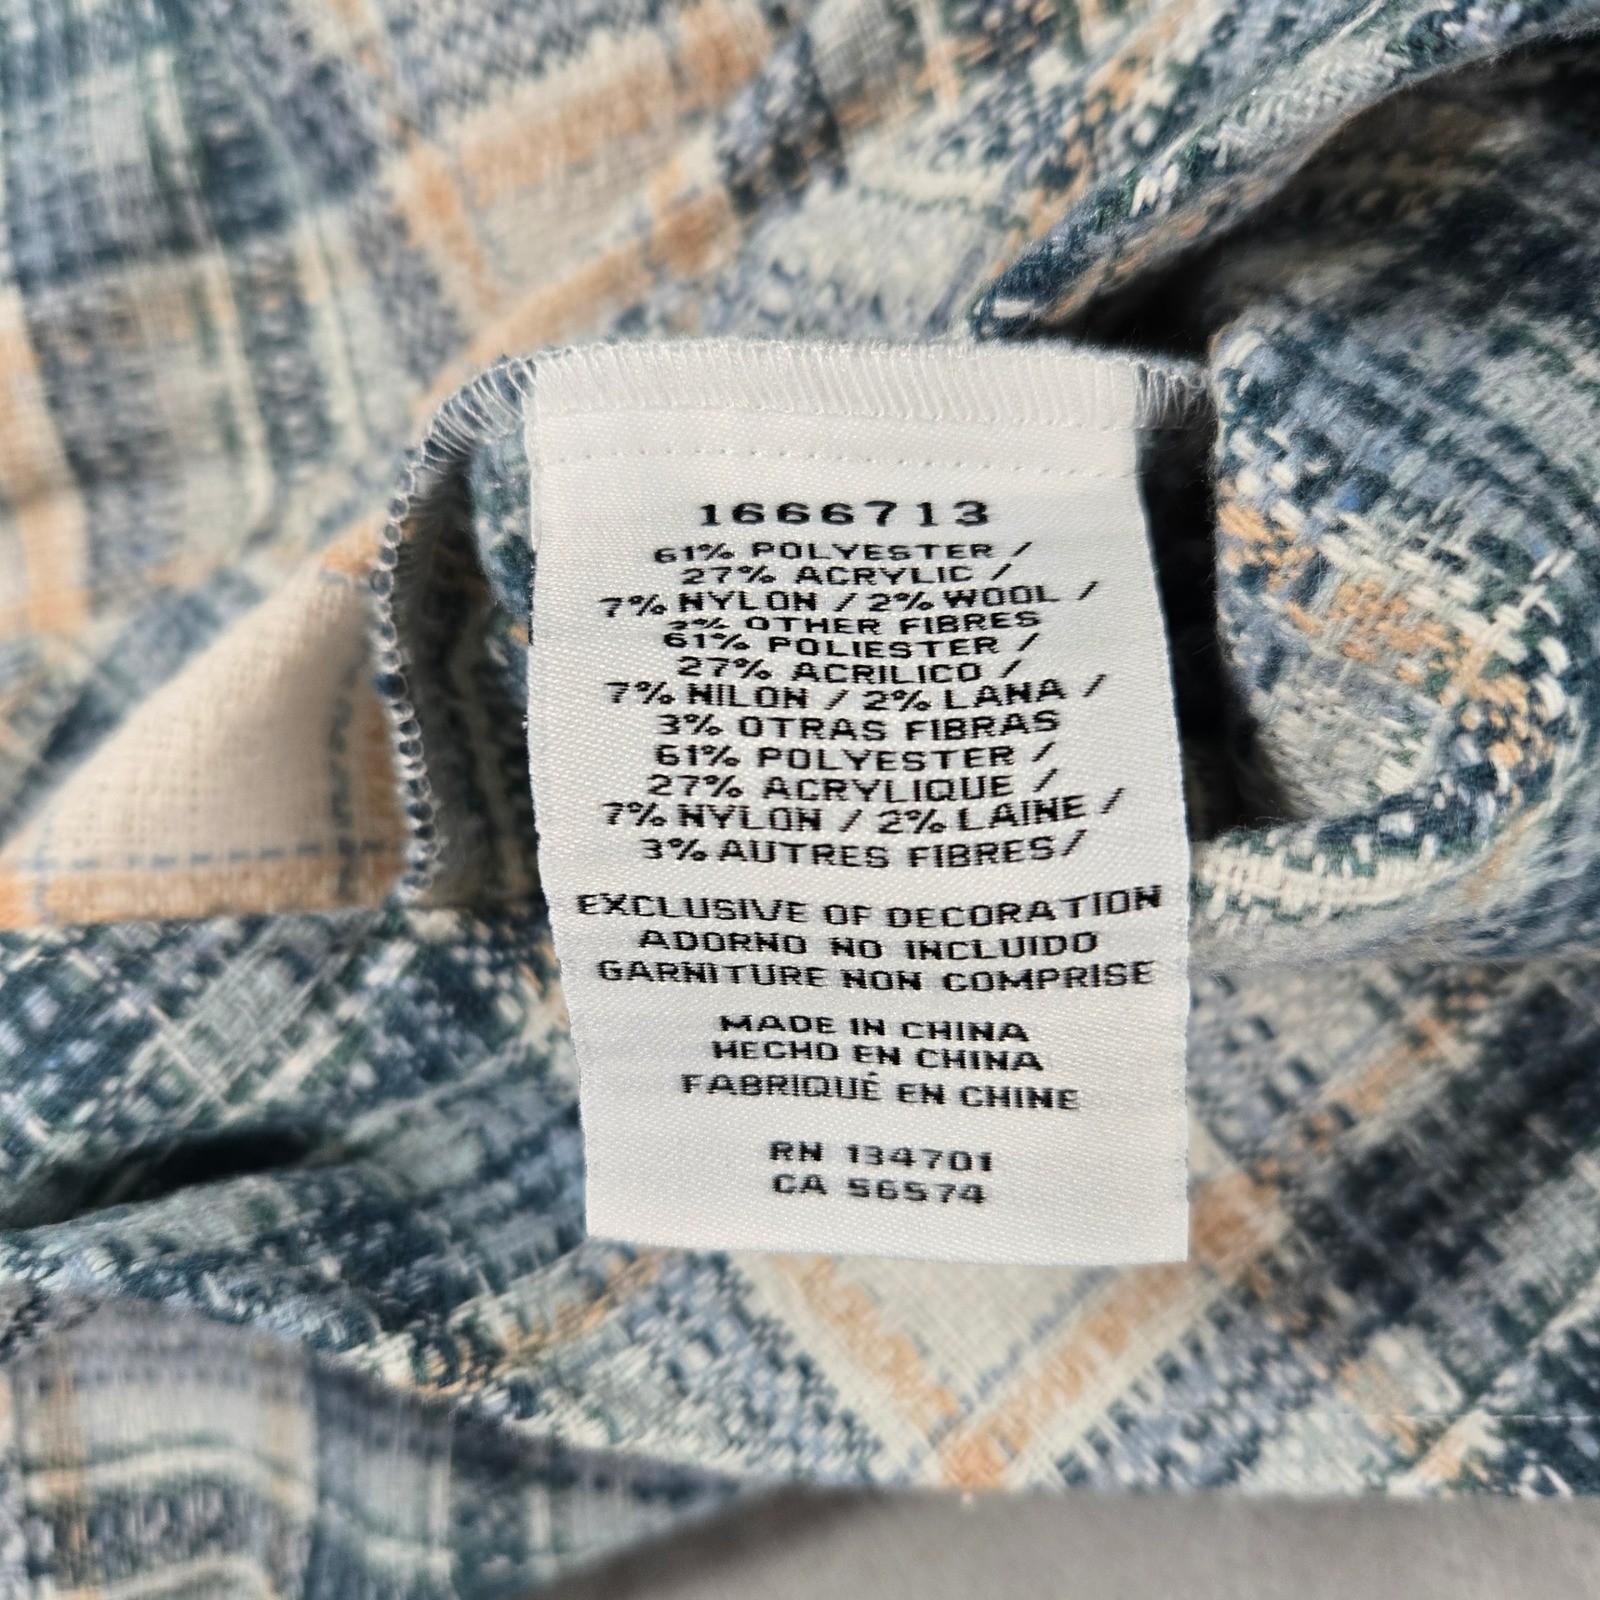 1666713
61% POLYESTER /
27% ACRYLIC /
7% NYLON / 2% WOOL /
3% OTHER FIBRES
61% POLIESTER /
27% ACRILICO /
7% NILON / 2% LANA /
3% OTRAS FIBRAS
61% POLYESTER /
27% ACRYLIQUE /
7% NYLON / 2% LAINE /
3% AUTRES FIBRES/
EXCLUSIVE OF DECORATION
ADORNO NO INCLUIDO
GARNITURE NON COMPRISE
MADE IN CHINA
HECHO EN CHINA
FABRIQUÉ EN CHINE
RN 134701
CA 56574